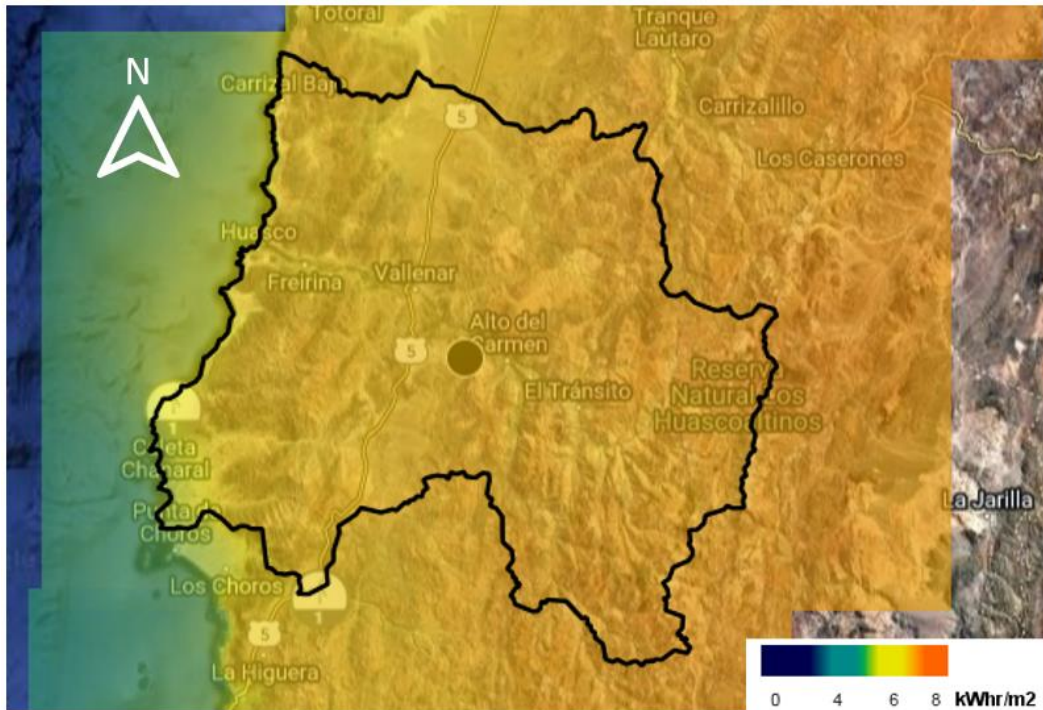 Totoral
Tranque
Lautaro
N
Carrizal Bajo
5
Carrizalillo
Los Caserones
Huasco
Vallenar
Freirina
Alto del
Carmen
5
Reserva
El Tránsito
Natural Los
Huascoaltinos
1
Caleta
Chañaral
La Jarilla
Punta de
Choros
Los Choros
1
5
La Higuera
0 4 6 8 kWhr/m2